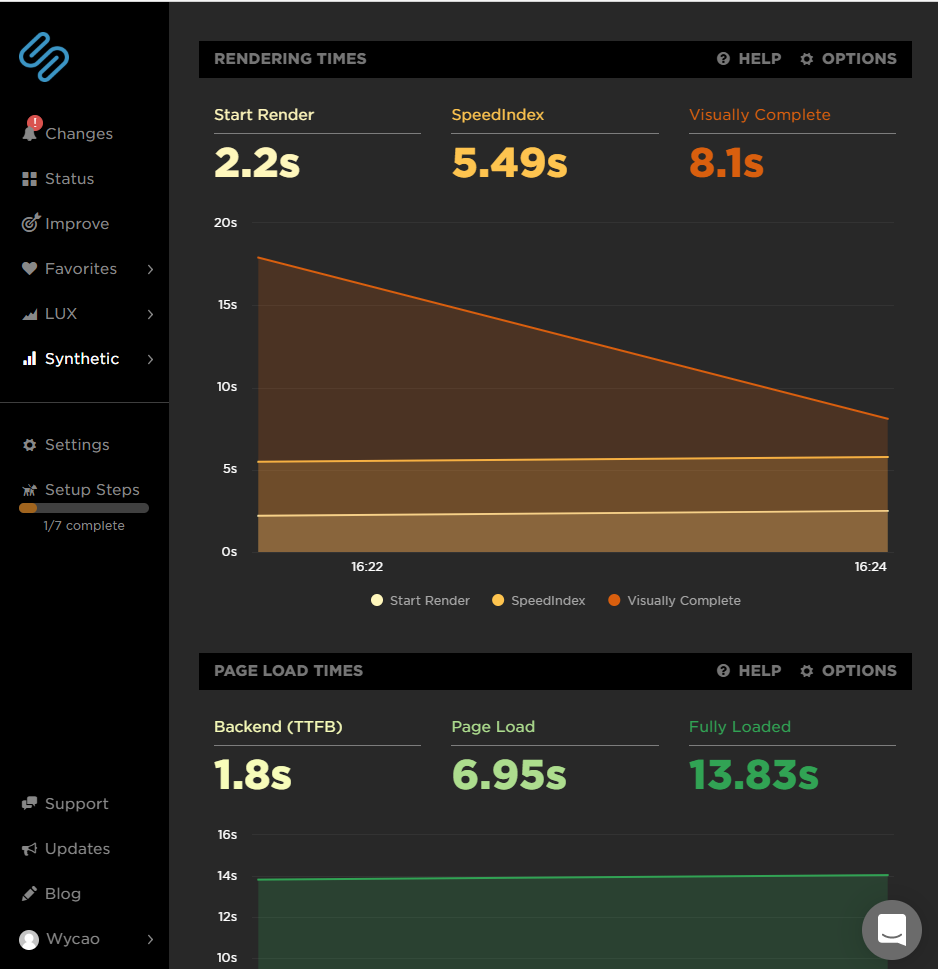 !
Changes
Status
Improve
Favorites
LUX
Synthetic
Settings
Setup Steps
1/7 complete
Support
Updates
Blog
Wycao
RENDERING TIMES ? HELP OPTIONS
Start Render SpeedIndex Visually Complete
2.2s 5.49s 8.1s
20s
15s
10s
5s
0s
16:22 16:24
Start Render SpeedIndex Visually Complete
PAGE LOAD TIMES ? HELP OPTIONS
Backend (TTFB) Page Load Fully Loaded
1.8s 6.95s 13.83s
16s
14s
12s
10s